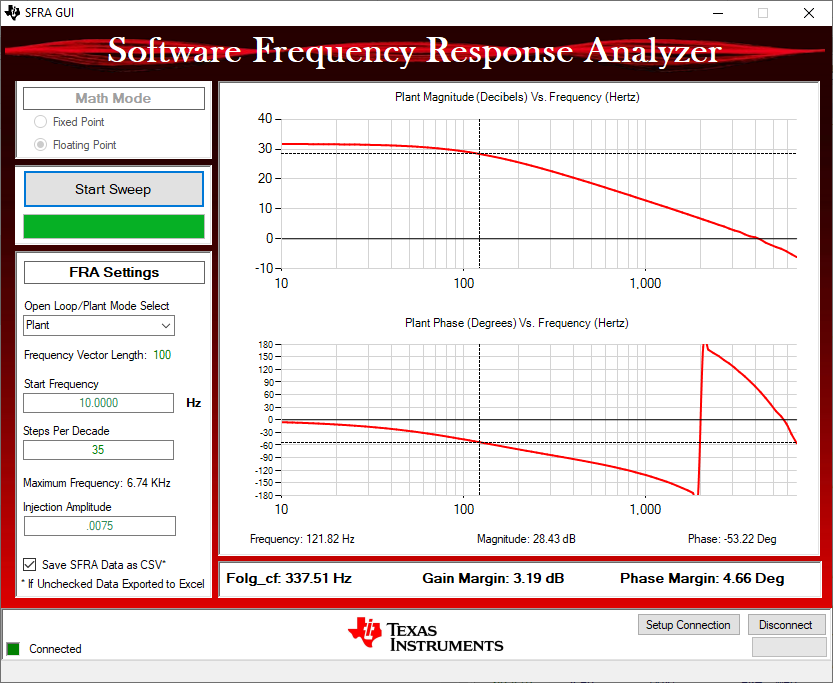 SFRA GUI
Software Frequency Response Analyzer
Math Mode
Fixed Point
Floating Point
Start Sweep
FRA Settings
Open Loop/Plant Mode Select
Plant
Frequency Vector Length: 100
Start Frequency
10.0000 Hz
Steps Per Decade
35
Maximum Frequency: 6.74 KHz
Injection Amplitude
.0075
Save SFRA Data as CSV*
* If Unchecked Data Exported to Excel
Plant Magnitude (Decibels) Vs. Frequency (Hertz)
40
30
20
10
0
-10
10 100 1,000
Plant Phase (Degrees) Vs. Frequency (Hertz)
180
150
120
90
60
30
0
-30
-60
-90
-120
-150
-180
10 100 1,000
Frequency: 121.82 Hz Magnitude: 28.43 dB Phase: -53.22 Deg
Folg_cf: 337.51 Hz Gain Margin: 3.19 dB Phase Margin: 4.66 Deg
Connected
TEXAS
INSTRUMENTS
Setup Connection Disconnect